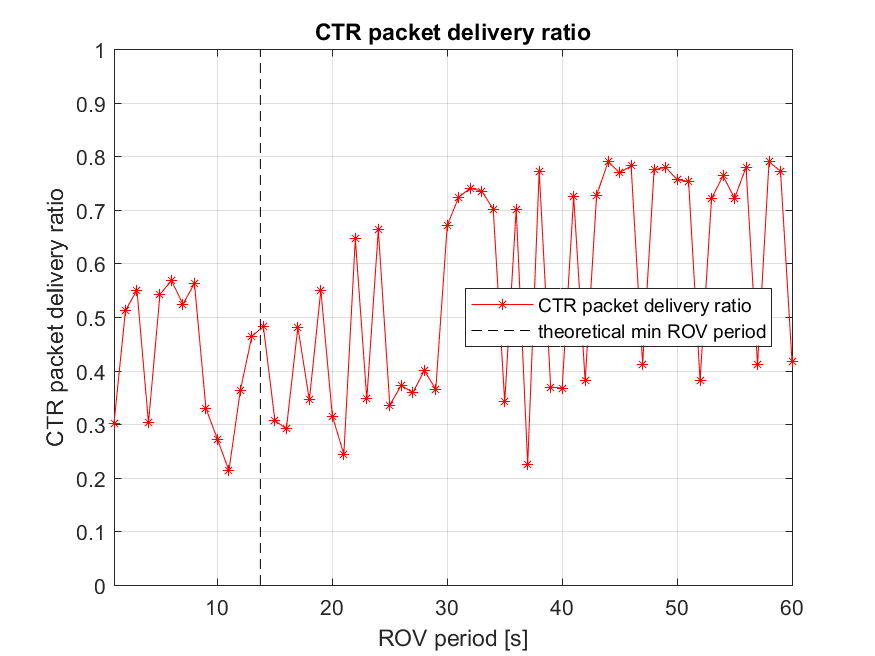 CTR packet delivery ratio
1
0.9
0.8
0.7
0.6
0.5
0.4
0.3
0.2
0.1
0
CTR packet delivery ratio
CTR packet delivery ratio
theoretical min ROV period
10 20 30 40 50 60
ROV period [s]